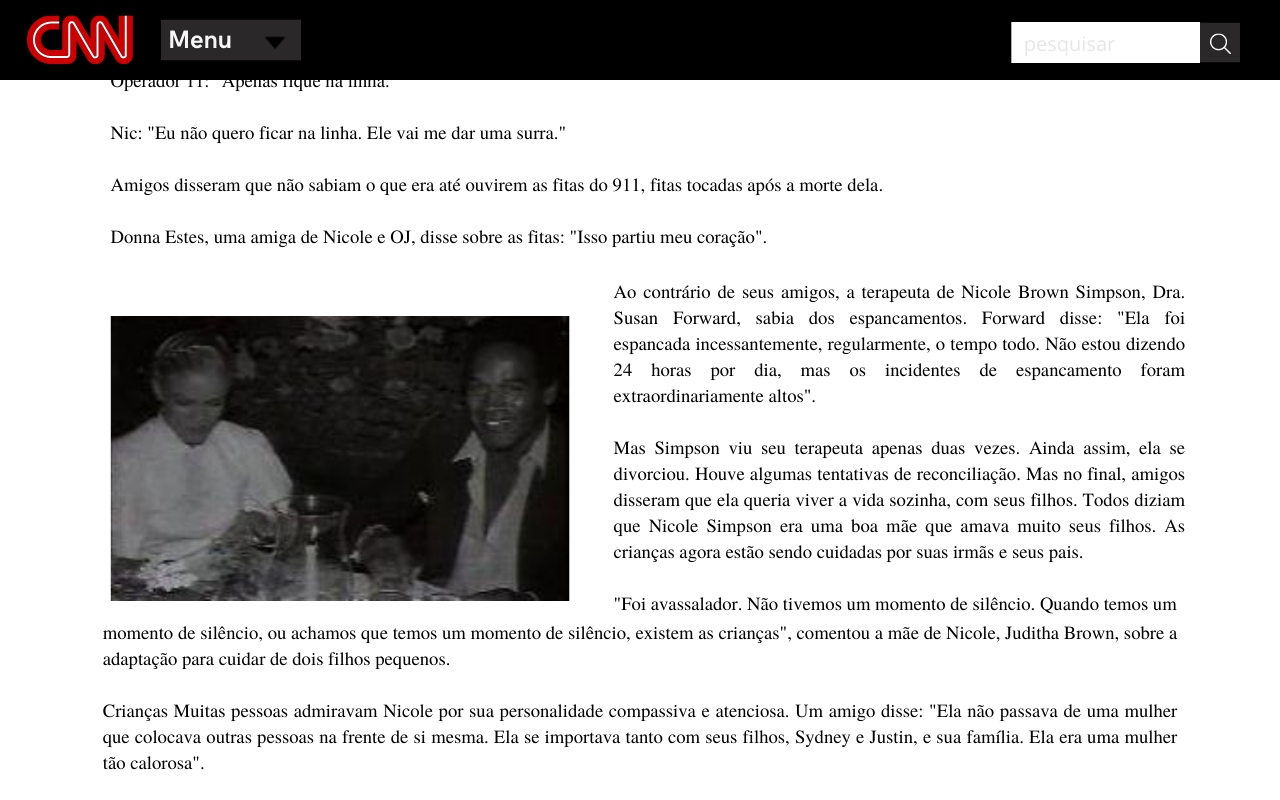 CNN
Menu
pesquisar
Operador 11: "Apenas fique na linha."
Nic: "Eu não quero ficar na linha. Ele vai me dar uma surra."
Amigos disseram que não sabiam o que era até ouvirem as fitas do 911, fitas tocadas após a morte dela.
Donna Estes, uma amiga de Nicole e OJ, disse sobre as fitas: "Isso partiu meu coração".
Ao contrário de seus amigos, a terapeuta de Nicole Brown Simpson, Dra.
Susan Forward, sabia dos espancamentos. Forward disse: "Ela foi
espancada incessantemente, regularmente, o tempo todo. Não estou dizendo
24 horas por dia, mas os incidentes de espancamento foram
extraordinariamente altos".
Mas Simpson viu seu terapeuta apenas duas vezes. Ainda assim, ela se
divorciou. Houve algumas tentativas de reconciliação. Mas no final, amigos
disseram que ela queria viver a vida sozinha, com seus filhos. Todos diziam
que Nicole Simpson era uma boa mãe que amava muito seus filhos. As
crianças agora estão sendo cuidadas por suas irmãs e seus pais.
"Foi avassalador. Não tivemos um momento de silêncio. Quando temos um
momento de silêncio, ou achamos que temos um momento de silêncio, existem as crianças", comentou a mãe de Nicole, Juditha Brown, sobre a
adaptação para cuidar de dois filhos pequenos.
Crianças Muitas pessoas admiravam Nicole por sua personalidade compassiva e atenciosa. Um amigo disse: "Ela não passava de uma mulher
que colocava outras pessoas na frente de si mesma. Ela se importava tanto com seus filhos, Sydney e Justin, e sua família. Ela era uma mulher
tão calorosa".